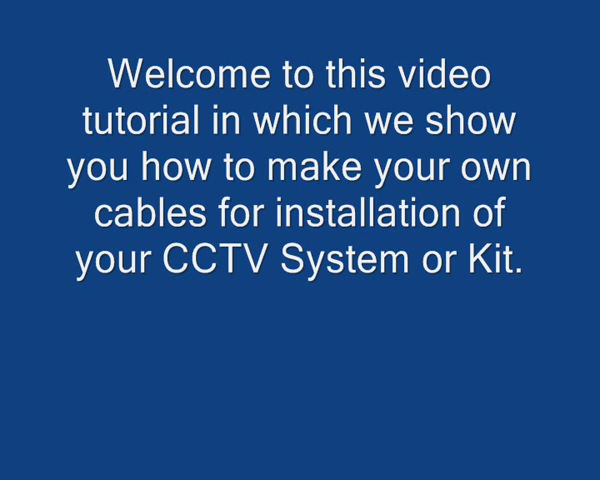 Welcome to this video
tutorial in which we show
you how to make your own
cables for installation of
your CCTV System or Kit.